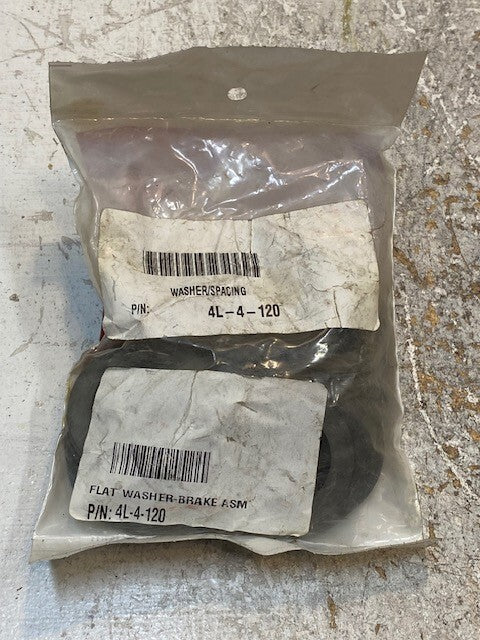 WASHER/SPACING
P/N: 4L-4-120
FLAT WASHER-BRAKE ASM
P/N: 4L-4-120